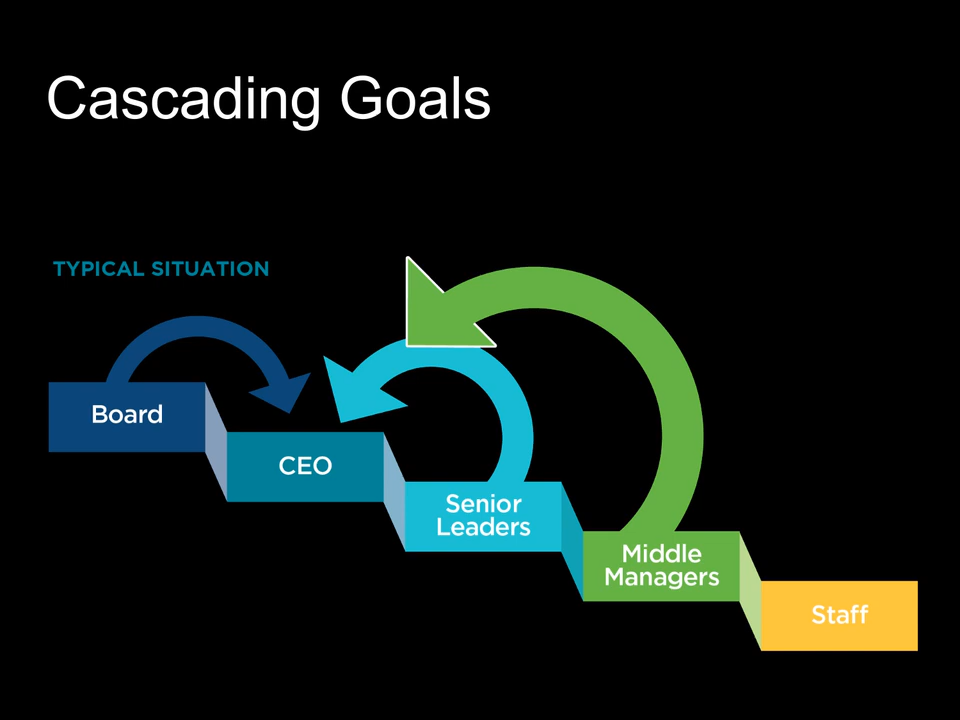 Cascading Goals
TYPICAL SITUATION
Board
CEO
Senior
Leaders
Middle
Managers
Staff